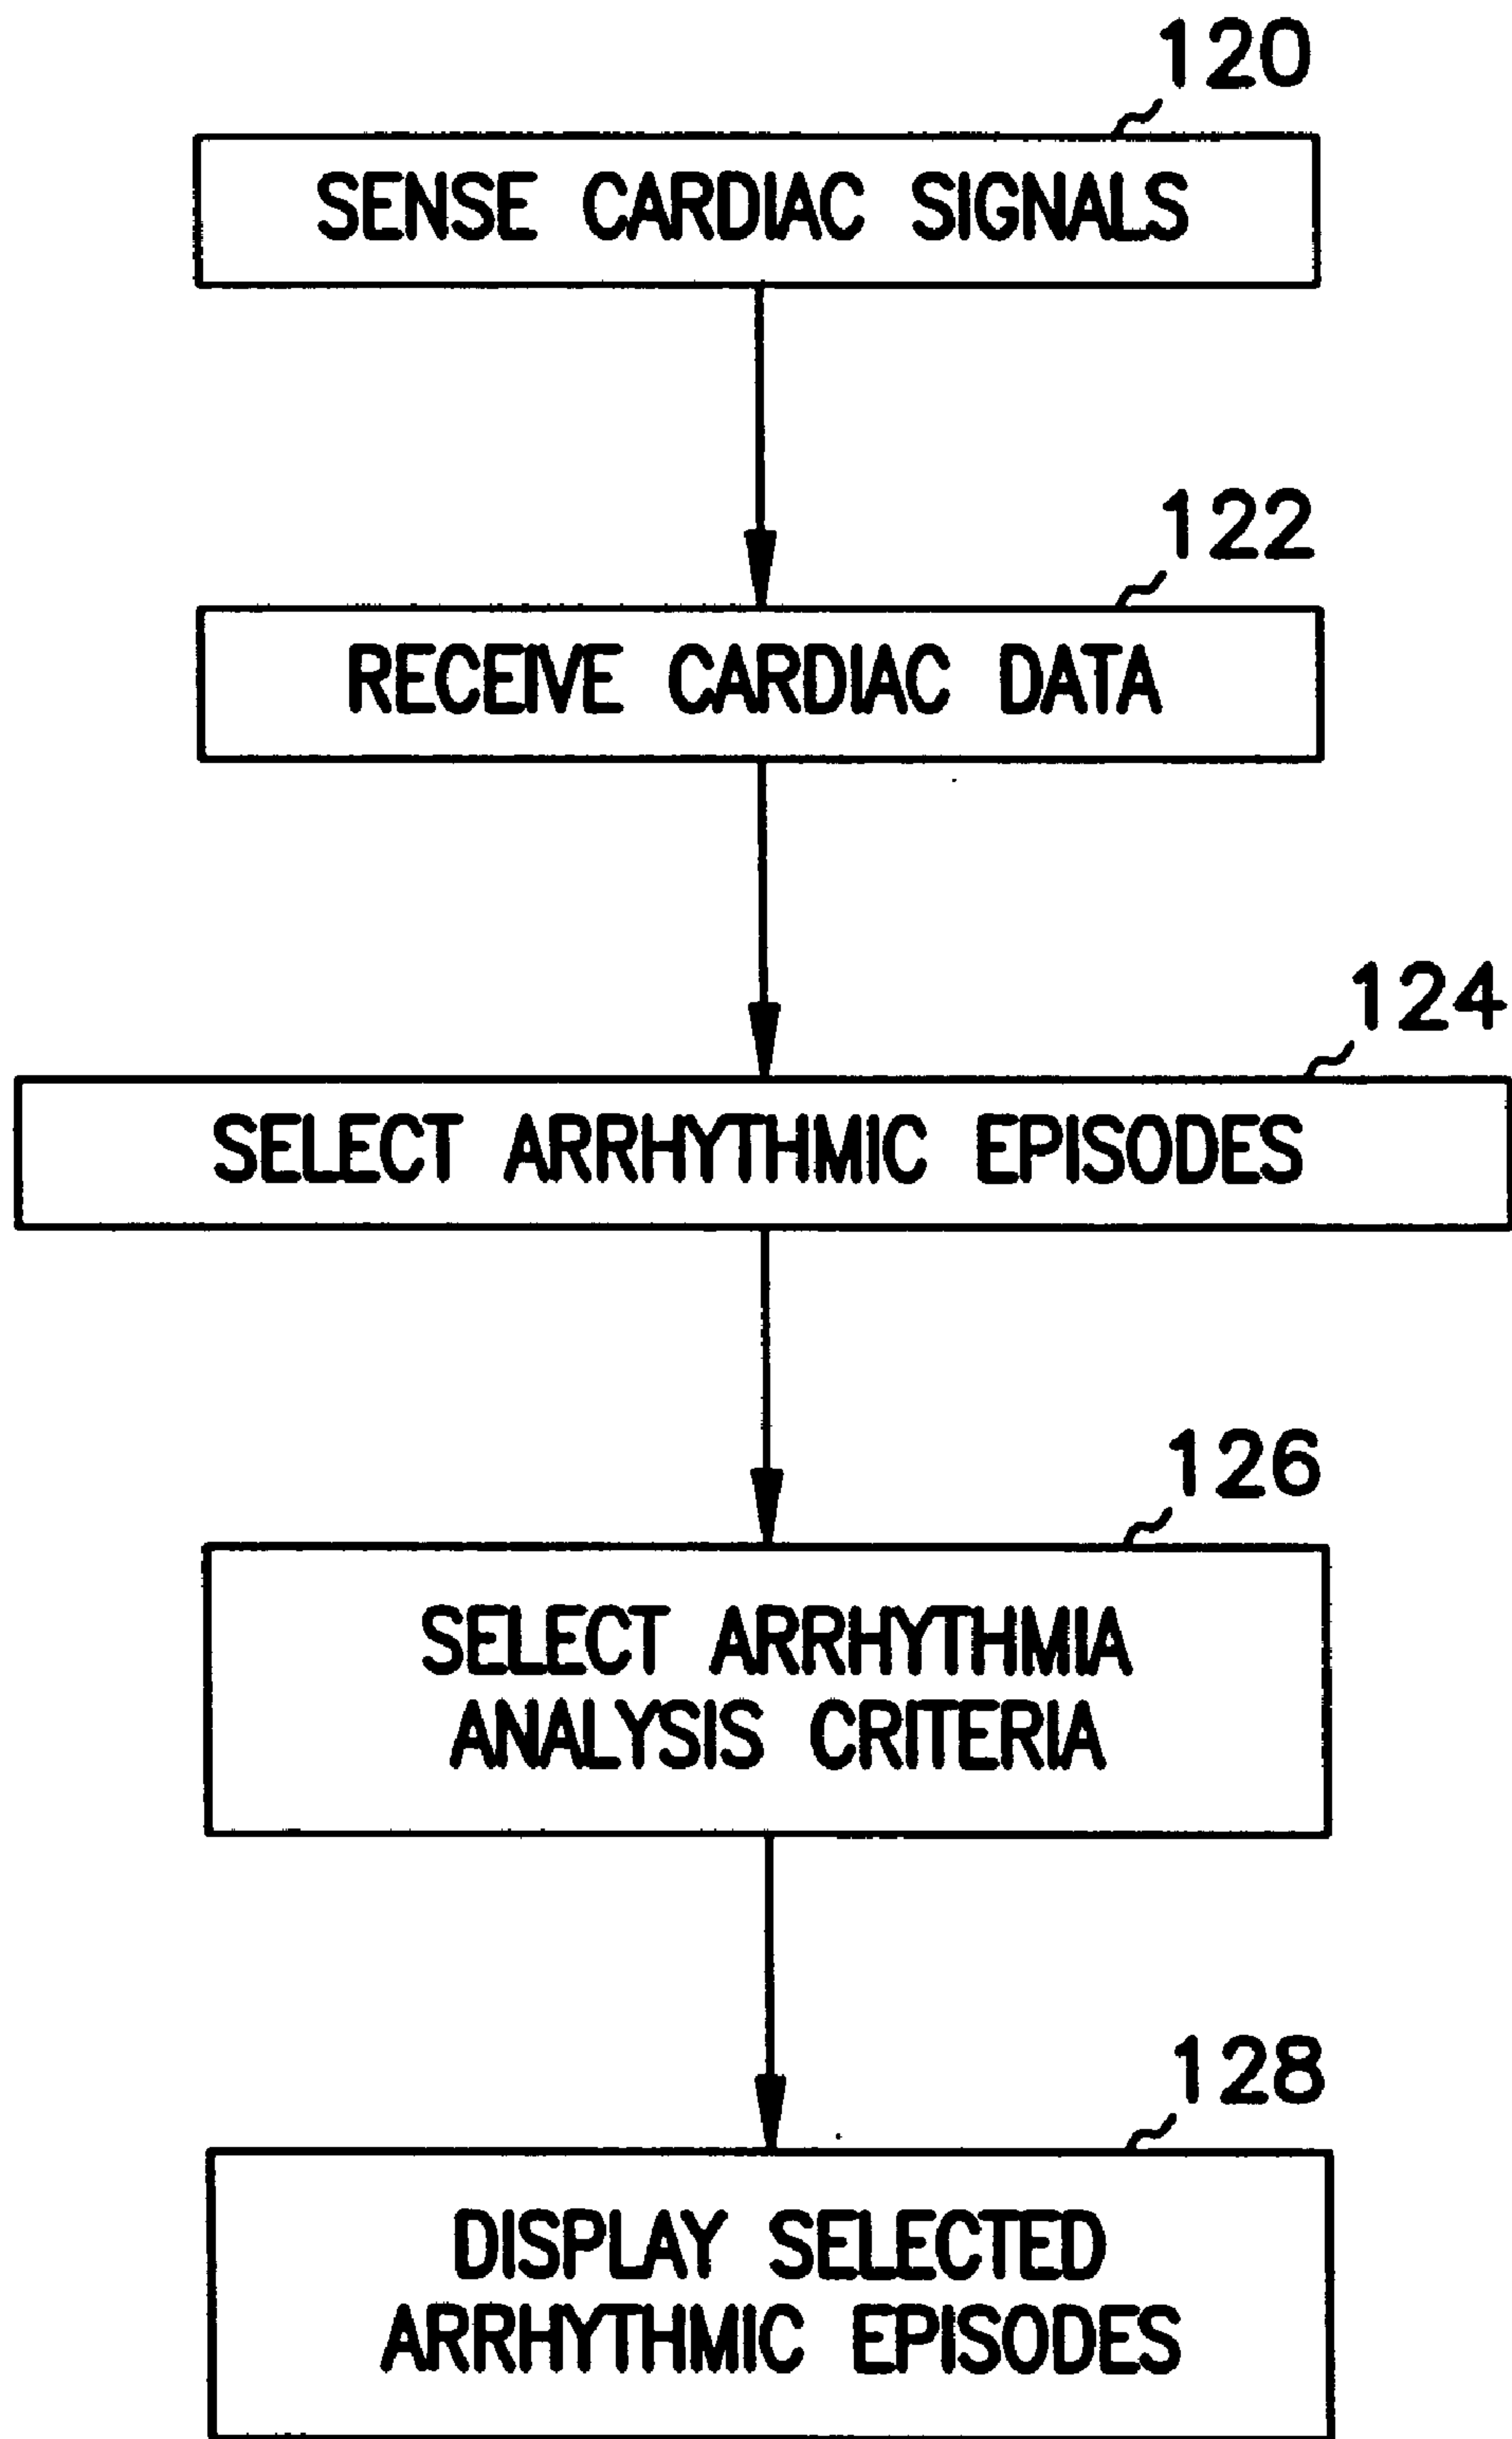 120
SENSE CARDIAC SIGNALS
122
RECEIVE CARDIAC DATA
124
SELECT ARRHYTHMIC EPISODES
126
SELECT ARRHYTHMIA
ANALYSIS CRITERIA
128
DISPLAY SELECTED
ARRHYTHMIC EPISODES